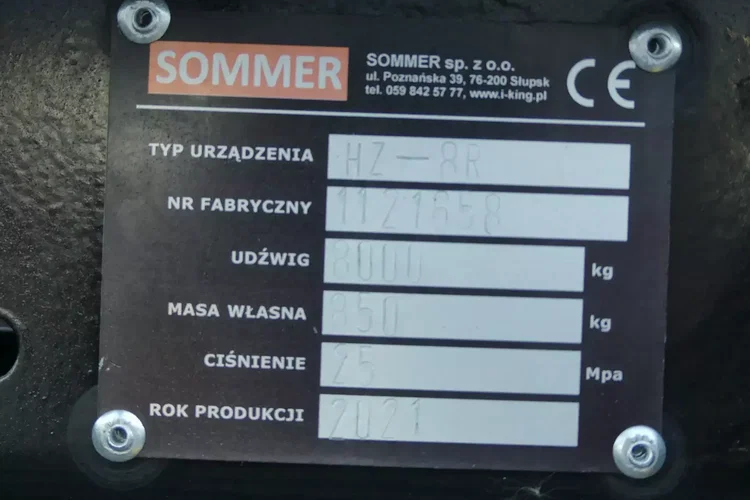 SOMMER
SOMMER sp. z o.o.
ul. Poznańska 39, 76-200 Słupsk
tel. 059 842 57 77, www.i-king.pl
CE
TYP URZĄDZENIA HZ-8R
NR FABRYCZNY 1121658
UDŹWIG 8000 kg
MASA WŁASNA 850 kg
CIŚNIENIE 25 Mpa
ROK PRODUKCJI 2021